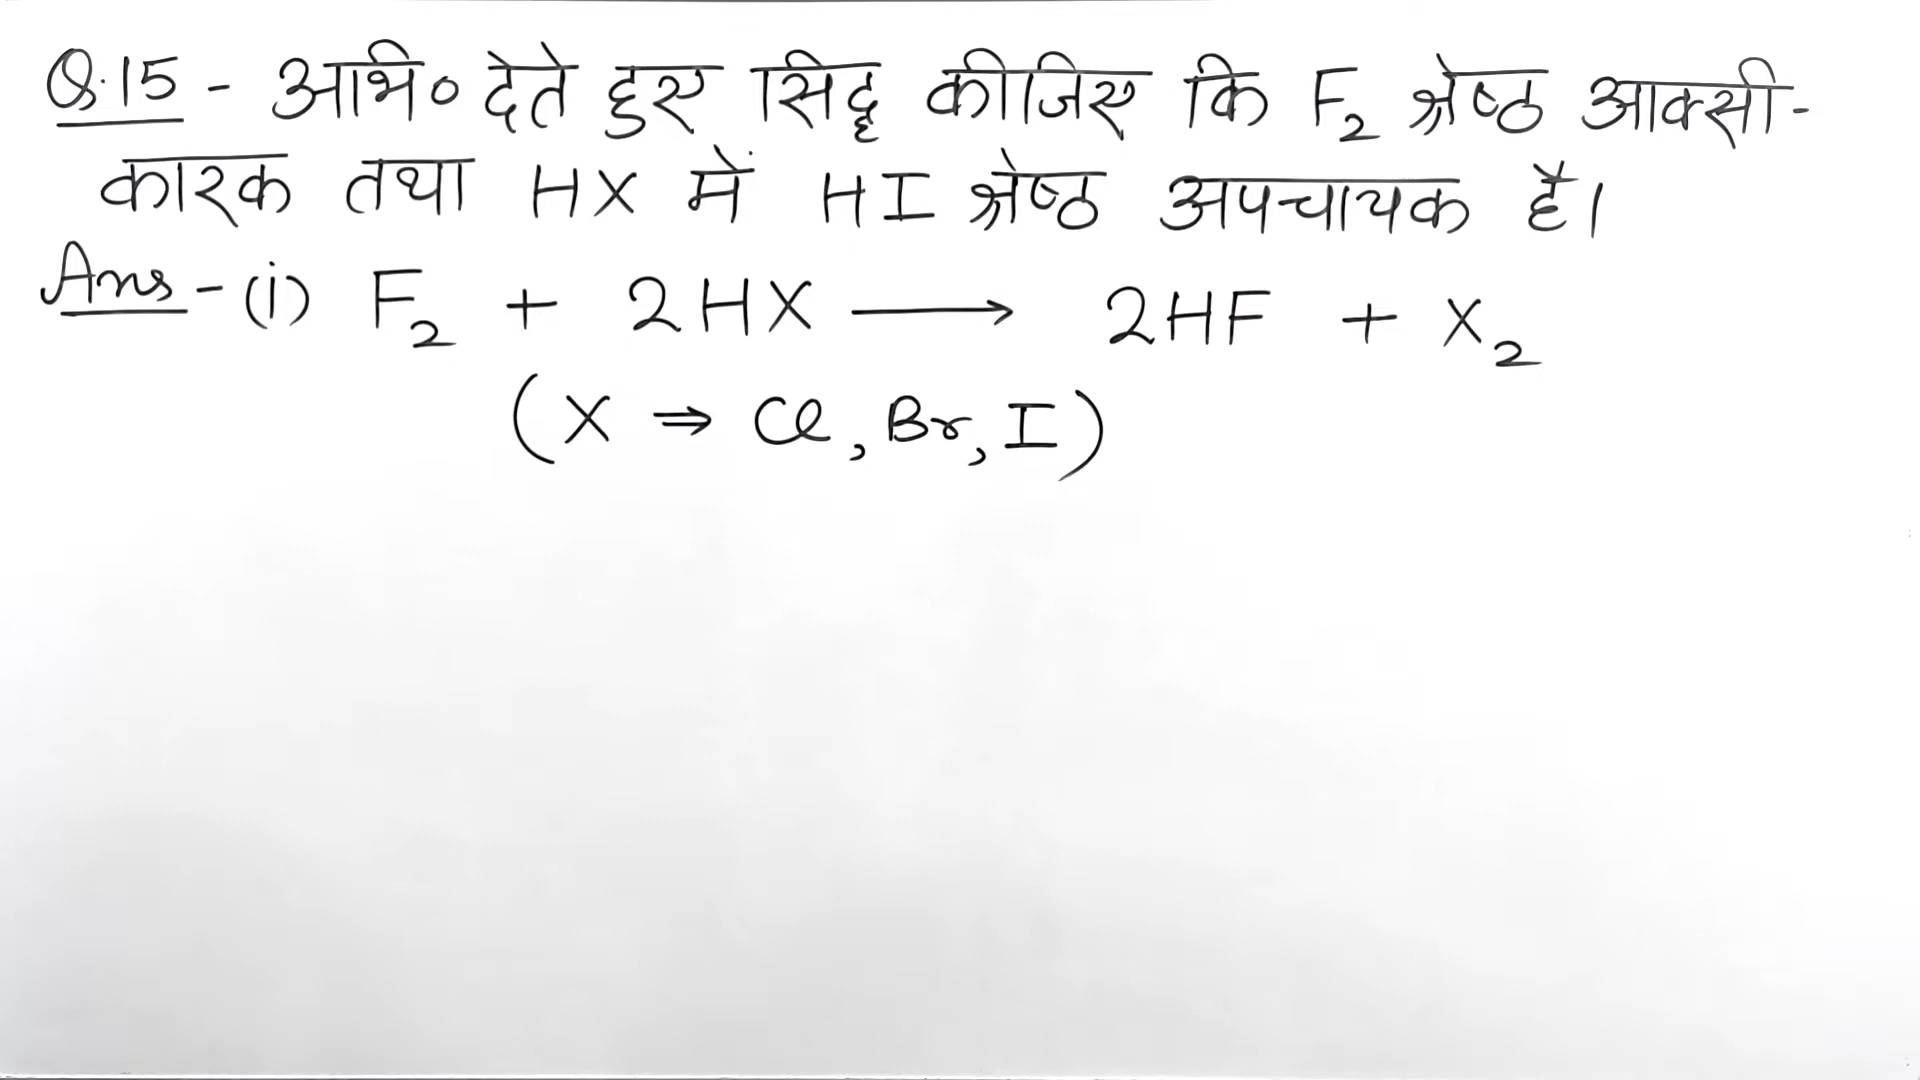 Q.15 - अभि० देते हुए सिद्ध कीजिए कि F₂ श्रेष्ठ आक्सी-
कारक तथा HX में HI श्रेष्ठ अपचायक है।
Ans - (i) F₂ + 2HX ⟶ 2HF + X₂
(X ⇒ Cl, Br, I)